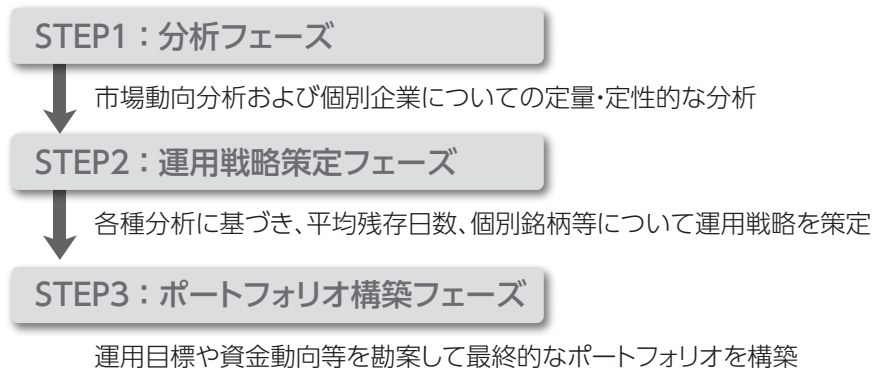 STEP1：分析フェーズ
市場動向分析および個別企業についての定量・定性的な分析
STEP2：運用戦略策定フェーズ
各種分析に基づき、平均残存日数、個別銘柄等について運用戦略を策定
STEP3：ポートフォリオ構築フェーズ
運用目標や資金動向等を勘案して最終的なポートフォリオを構築